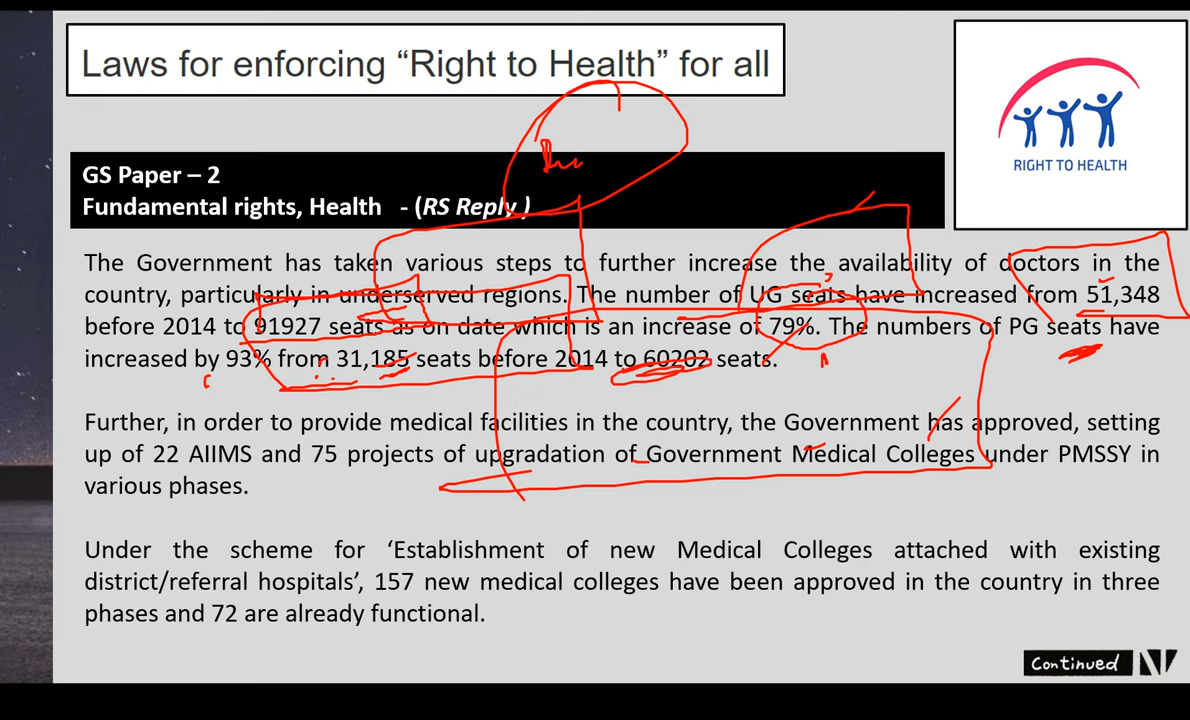 Laws for enforcing “Right to Health” for all
RIGHT TO HEALTH
GS Paper – 2
Fundamental rights, Health - (RS Reply )
The Government has taken various steps to further increase the availability of doctors in the
country, particularly in underserved regions. The number of UG seats have increased from 51,348
before 2014 to 91927 seats as on date which is an increase of 79%. The numbers of PG seats have
increased by 93% from 31,185 seats before 2014 to 60202 seats.
Further, in order to provide medical facilities in the country, the Government has approved, setting
up of 22 AIIMS and 75 projects of upgradation of Government Medical Colleges under PMSSY in
various phases.
Under the scheme for ‘Establishment of new Medical Colleges attached with existing
district/referral hospitals’, 157 new medical colleges have been approved in the country in three
phases and 72 are already functional.
Continued